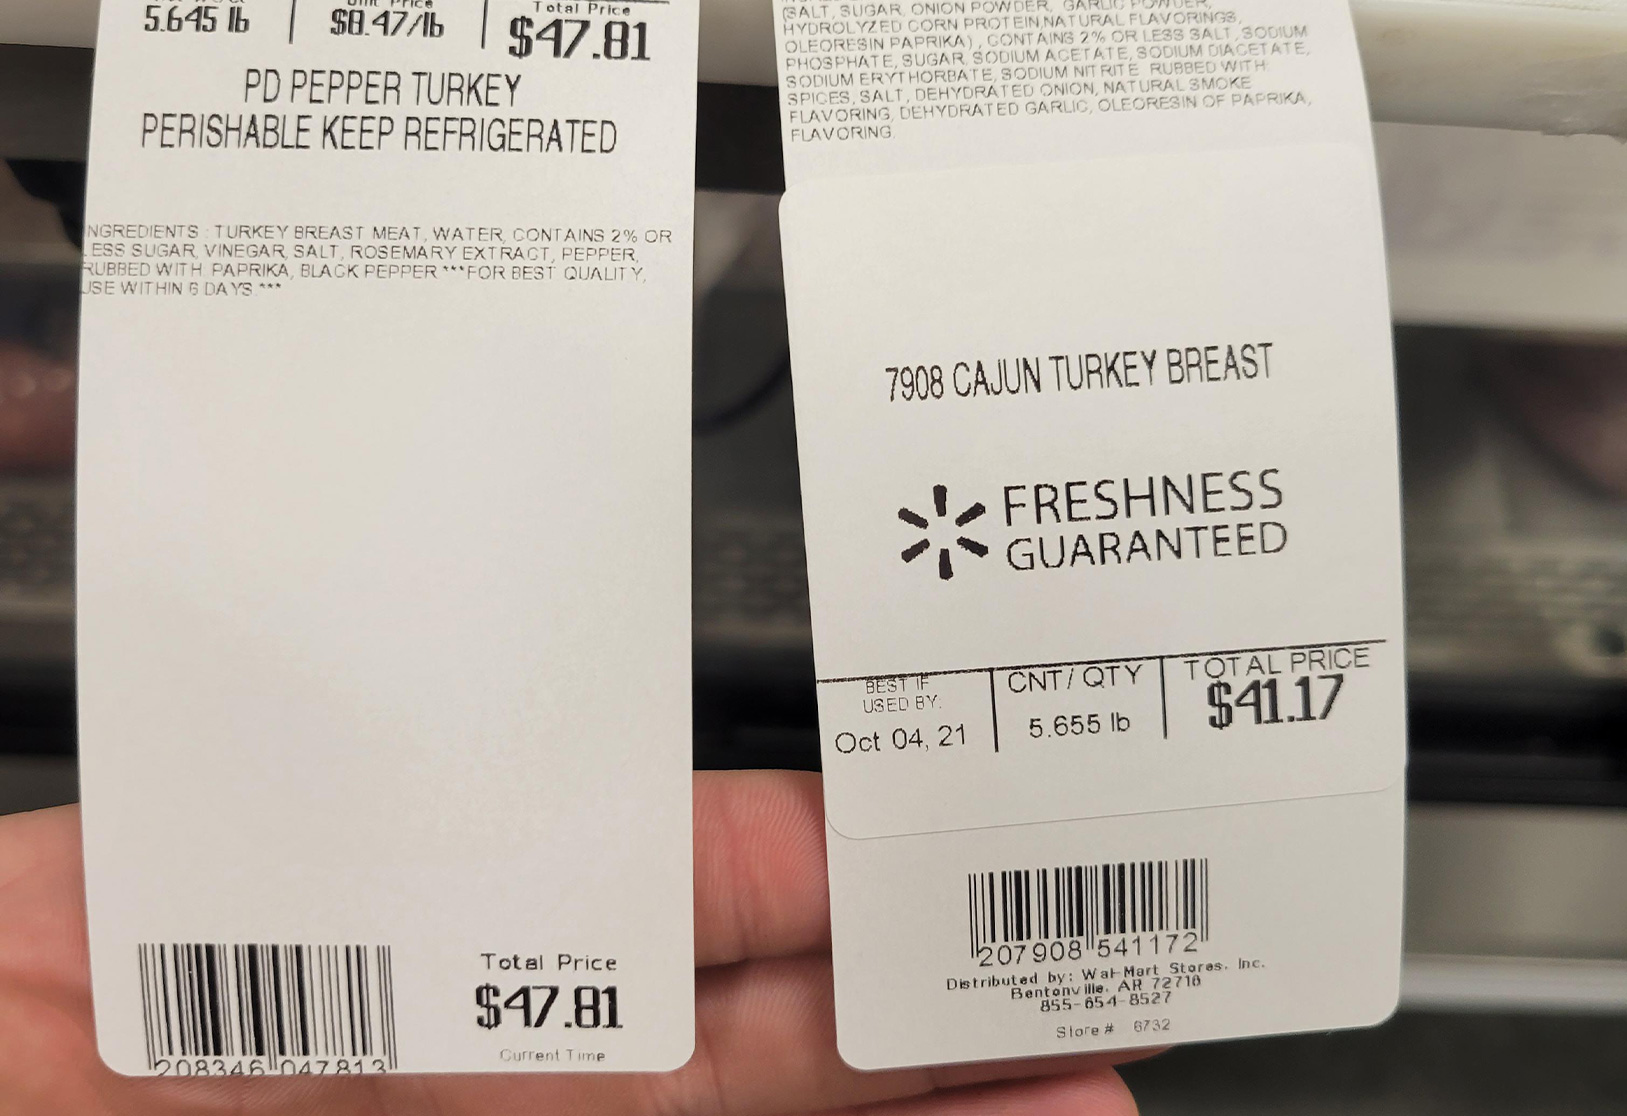 5.645 lb
$8.47/lb
Total Price
$47.81
PD PEPPER TURKEY
PERISHABLE KEEP REFRIGERATED
NGREDIENTS : TURKEY BREAST MEAT, WATER, CONTAINS 2% OR
ESS SUGAR, VINEGAR, SALT, ROSEMARY EXTRACT, PEPPER,
RUBBED WITH: PAPRIKA, BLACK PEPPER ***FOR BEST QUALITY,
USE WITHIN 6 DAYS.***
208346 047813
Total Price
$47.81
Current Time
(SALT, SUGAR, ONION POWDER, GARLIC POWDER,
HYDROLYZED CORN PROTEIN,NATURAL FLAVORINGS,
OLEORESIN PAPRIKA) , CONTAINS 2% OR LESS SALT, SODIUM
PHOSPHATE, SUGAR, SODIUM ACETATE, SODIUM DIACETATE,
SODIUM ERYTHORBATE, SODIUM NITRITE. RUBBED WITH:
SPICES, SALT, DEHYDRATED ONION, NATURAL SMOKE
FLAVORING, DEHYDRATED GARLIC, OLEORESIN OF PAPRIKA,
FLAVORING.
7908 CAJUN TURKEY BREAST
FRESHNESS
GUARANTEED
BEST IF
USED BY:
Oct 04, 21
CNT/QTY
5.655 lb
TOTAL PRICE
$41.17
207908 541172
Distributed by: Wal-Mart Stores, Inc.
Bentonville, AR 72716
855-654-8527
Store # 6732